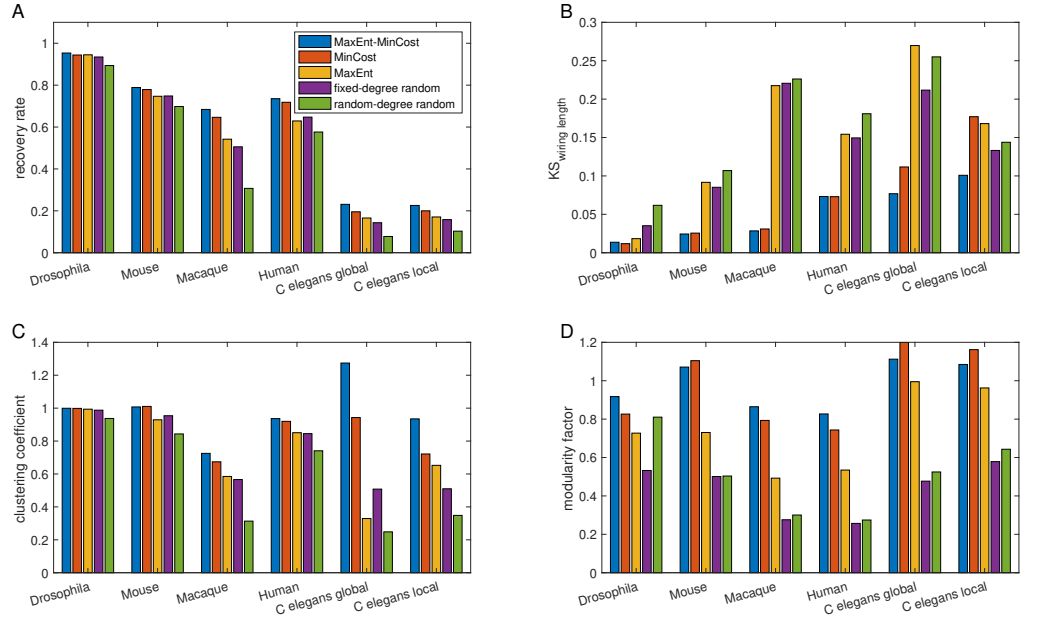 A
1
0.8
0.6
0.4
0.2
0
recovery rate
MaxEnt-MinCost
MinCost
MaxEnt
fixed-degree random
random-degree random
Drosophila
Mouse
Macaque
Human
C elegans global
C elegans local
B
0.3
0.25
0.2
0.15
0.1
0.05
0
KS wiring length
Drosophila
Mouse
Macaque
Human
C elegans global
C elegans local
C
1.4
1.2
1
0.8
0.6
0.4
0.2
0
clustering coefficient
Drosophila
Mouse
Macaque
Human
C elegans global
C elegans local
D
1.2
1
0.8
0.6
0.4
0.2
0
modularity factor
Drosophila
Mouse
Macaque
Human
C elegans global
C elegans local